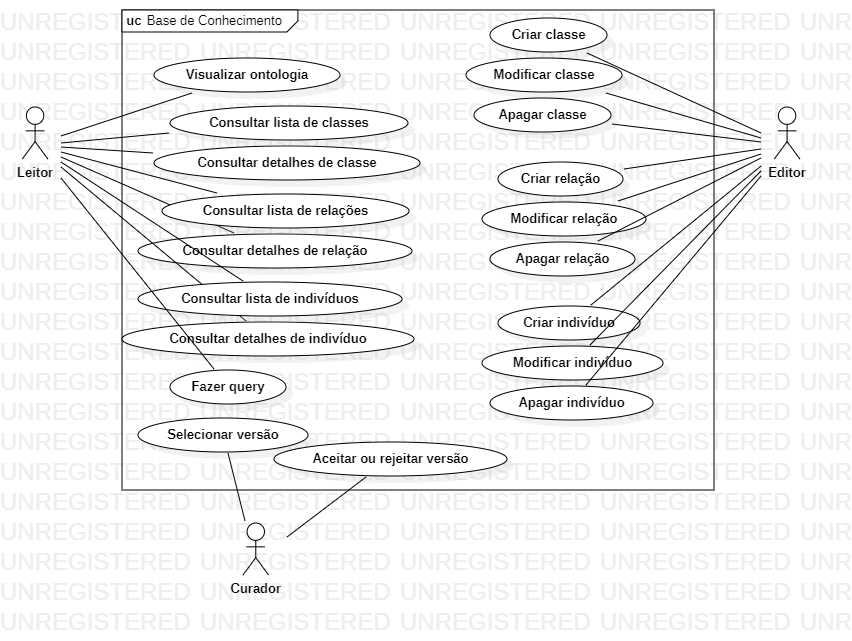 uc Base de Conhecimento
Criar classe
Visualizar ontologia
Modificar classe
Consultar lista de classes
Apagar classe
Consultar detalhes de classe
Leitor
Editor
Criar relação
Consultar lista de relações
Modificar relação
Consultar detalhes de relação
Apagar relação
Consultar lista de indivíduos
Criar indivíduo
Consultar detalhes de indivíduo
Modificar indivíduo
Fazer query
Apagar indivíduo
Selecionar versão
Aceitar ou rejeitar versão
Curador
UNREGISTERED